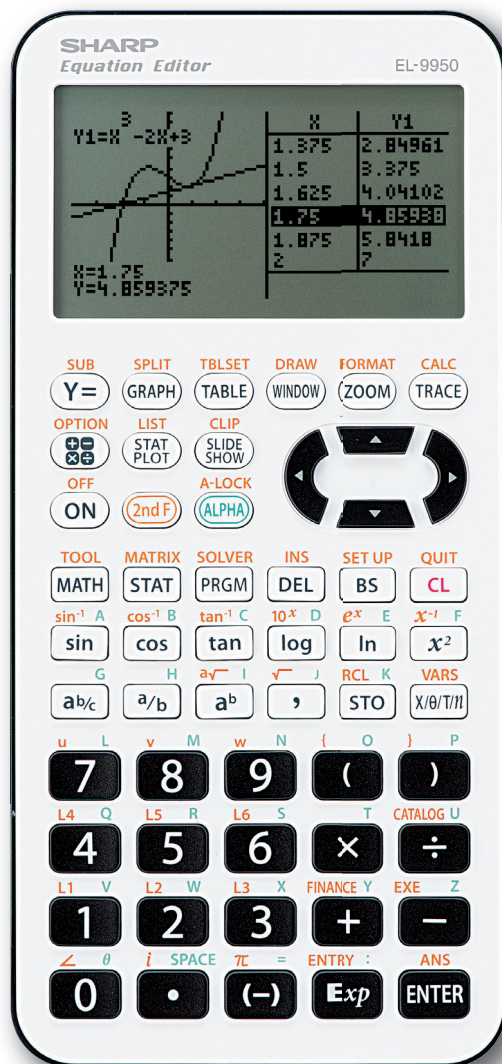 SHARP
Equation Editor EL-9950
3
Y1=X -2X+3
X Y1
1.375 2.84961
1.5 3.375
1.625 4.04102
1.75 4.85938
1.875 5.8418
2 7
X=1.75
Y=4.859375
SUB SPLIT TBLSET DRAW FORMAT CALC
Y= GRAPH TABLE WINDOW ZOOM TRACE
OPTION LIST CLIP
+− ×÷ STAT PLOT SLIDE SHOW
OFF A-LOCK
ON 2nd F ALPHA
TOOL MATRIX SOLVER INS SET UP QUIT
MATH STAT PRGM DEL BS CL
sin⁻¹ A cos⁻¹ B tan⁻¹ C 10ˣ D eˣ E x⁻¹ F
sin cos tan log ln x²
G H a√‾ I √‾ J RCL K VARS
ab/c a/b aᵇ , STO X/θ/T/n
u L v M w N { O } P
7 8 9 ( )
L4 Q L5 R L6 S T CATALOG U
4 5 6 × ÷
L1 V L2 W L3 X FINANCE Y EXE Z
1 2 3 + −
∠ θ i SPACE π = ENTRY : ANS
0 • (−) Exp ENTER